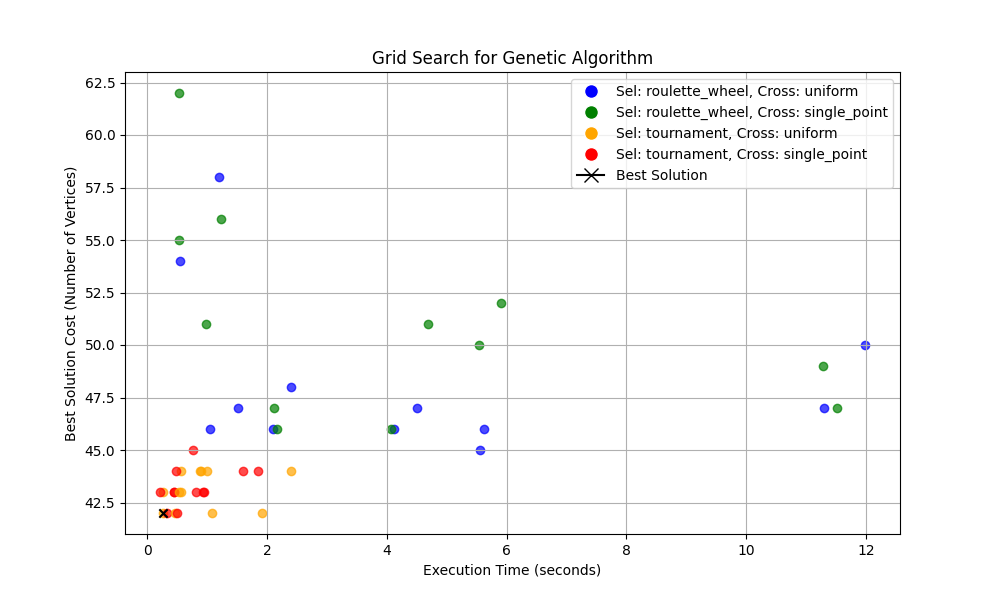 Grid Search for Genetic Algorithm
Sel: roulette_wheel, Cross: uniform
Sel: roulette_wheel, Cross: single_point
Sel: tournament, Cross: uniform
Sel: tournament, Cross: single_point
Best Solution
Best Solution Cost (Number of Vertices)
62.5
60.0
57.5
55.0
52.5
50.0
47.5
45.0
42.5
0 2 4 6 8 10 12
Execution Time (seconds)